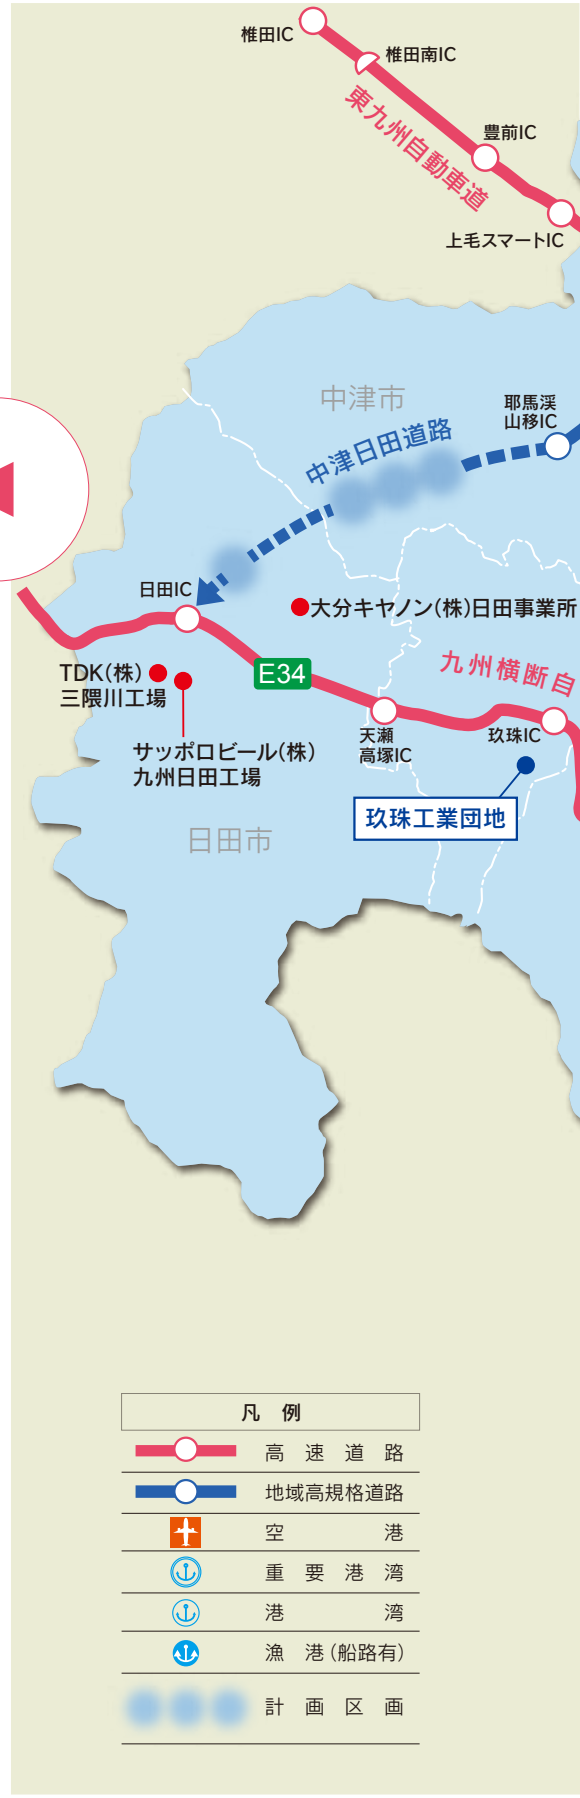 椎田IC
椎田南IC
東九州自動車道
豊前IC
上毛スマートIC
中津市
耶馬渓
山移IC
中津日田道路
日田IC
大分キヤノン(株)日田事業所
TDK(株)
三隈川工場
E34
九州横断自
サッポロビール(株)
九州日田工場
天瀬
高塚IC
玖珠IC
玖珠工業団地
日田市
凡 例
高 速 道 路
地域高規格道路
空 港
重 要 港 湾
港 湾
漁 港(船路有)
計 画 区 画